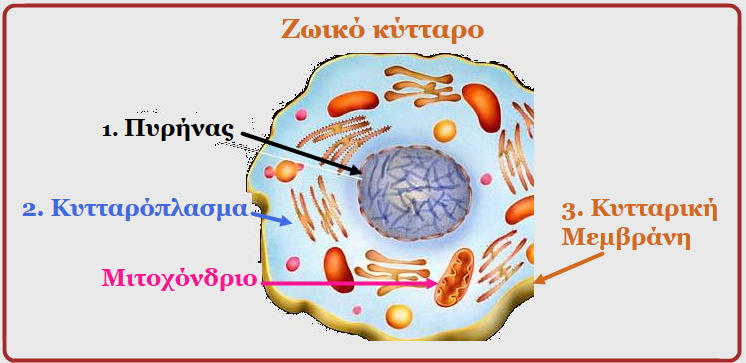 Ζωικό κύτταρο
1. Πυρήνας
2. Κυτταρόπλασμα
3. Κυτταρική
Μεμβράνη
Μιτοχόνδριο